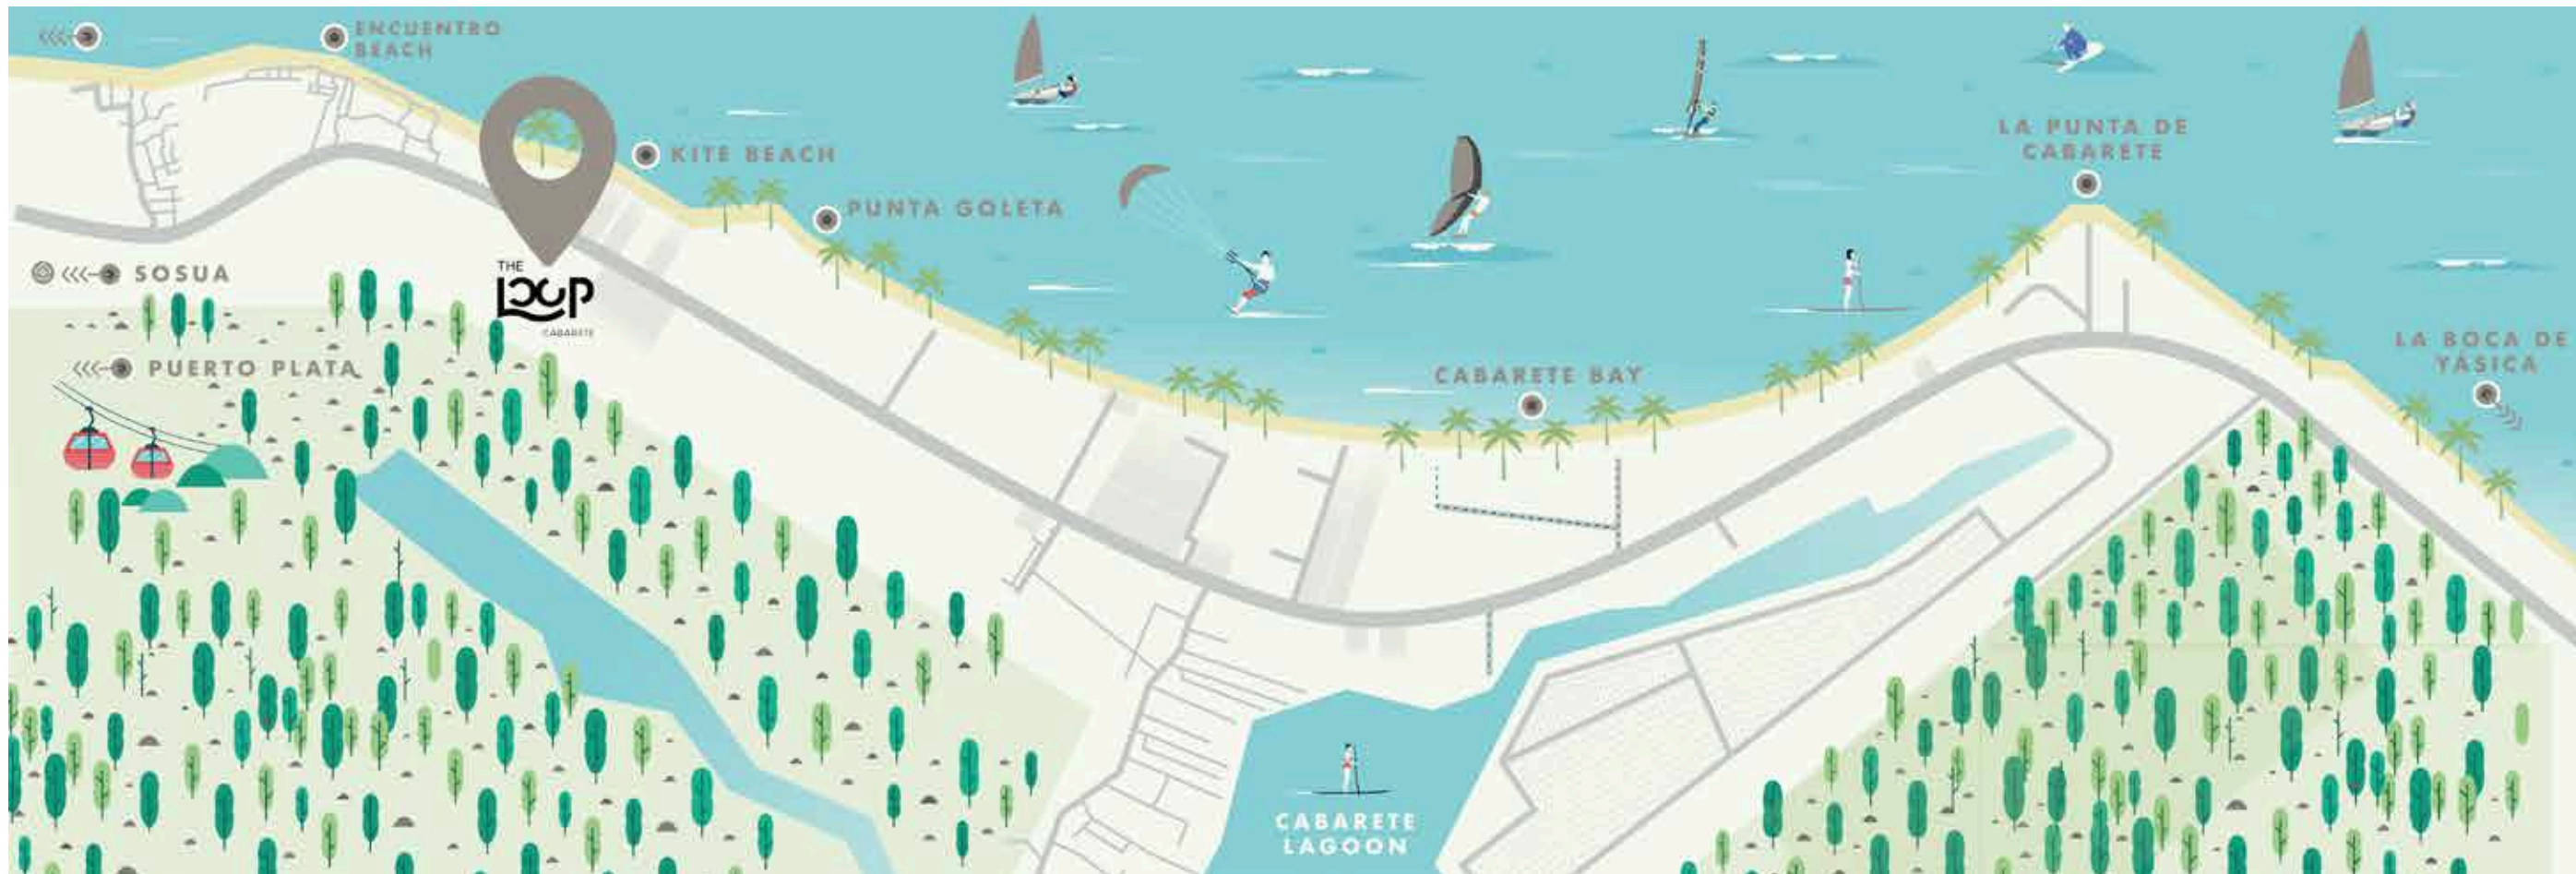 ENCUENTRO
BEACH
KITE BEACH
PUNTA GOLETA
LA PUNTA DE
CABARETE
SOSUA
THE
LOOP
CABARETE
PUERTO PLATA
CABARETE BAY
LA BOCA DE
YASICA
CABARETE
LAGOON